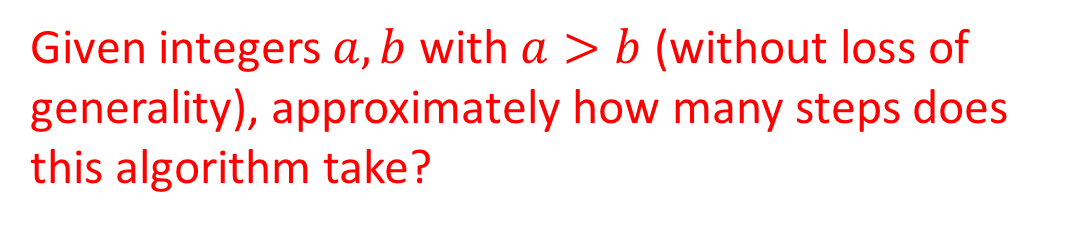 Given integers a, b with a > b (without loss of
generality), approximately how many steps does
this algorithm take?